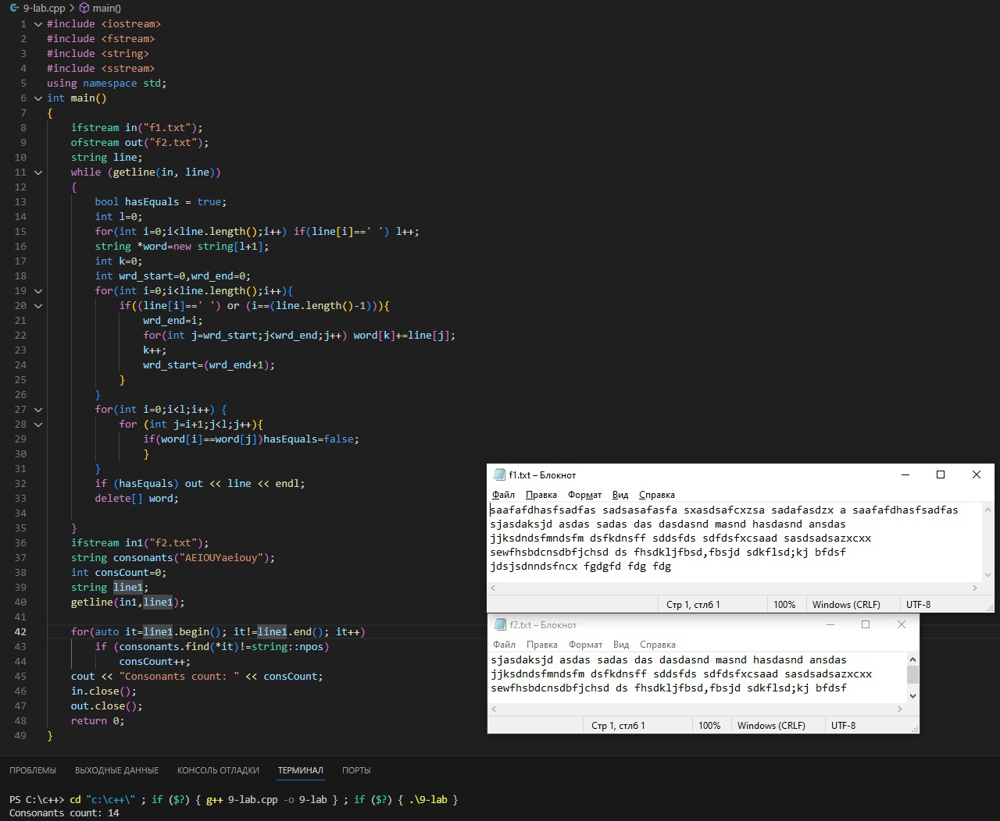 9-lab.cpp > main()
1 #include <iostream>
2 #include <fstream>
3 #include <string>
4 #include <sstream>
5 using namespace std;
6 int main()
7 {
8 ifstream in("f1.txt");
9 ofstream out("f2.txt");
10 string line;
11 while (getline(in, line))
12 {
13 bool hasEquals = true;
14 int l=0;
15 for(int i=0;i<line.length();i++) if(line[i]==' ') l++;
16 string *word=new string[l+1];
17 int k=0;
18 int wrd_start=0,wrd_end=0;
19 for(int i=0;i<line.length();i++){
20 if((line[i]==' ') or (i==(line.length()-1))){
21 wrd_end=i;
22 for(int j=wrd_start;j<wrd_end;j++) word[k]+=line[j];
23 k++;
24 wrd_start=(wrd_end+1);
25 }
26 }
27 for(int i=0;i<l;i++) {
28 for (int j=i+1;j<l;j++){
29 if(word[i]==word[j])hasEquals=false;
30 }
31 }
32 if (hasEquals) out << line << endl;
33 delete[] word;
34
35 }
36 ifstream in1("f2.txt");
37 string consonants("AEIOUYaeiouy");
38 int consCount=0;
39 string line1;
40 getline(in1,line1);
41
42 for(auto it=line1.begin(); it!=line1.end(); it++)
43 if (consonants.find(*it)!=string::npos)
44 consCount++;
45 cout << "Consonants count: " << consCount;
46 in.close();
47 out.close();
48 return 0;
49 }
f1.txt – Блокнот
Файл Правка Формат Вид Справка
saafafdhasfsadfas sadsasafasfa sxasdsafcxzsa sadafasdzx a saafafdhasfsadfas
sjasdaksjd asdas sadas das dasdasnd masnd hasdasnd ansdas
jjksdndsfmndsfm dsfkdnsff sddsfds sdfdsfxcsaad sasdsadsazxcxx
sewfhsbdcnsdbfjchsd ds fhsdkljfbsd,fbsjd sdkflsd;kj bfdsf
jdsjsdnndsfncx fgdgfd fdg fdg
Стр 1, стлб 1 100% Windows (CRLF) UTF-8
f2.txt – Блокнот
Файл Правка Формат Вид Справка
sjasdaksjd asdas sadas das dasdasnd masnd hasdasnd ansdas
jjksdndsfmndsfm dsfkdnsff sddsfds sdfdsfxcsaad sasdsadsazxcxx
sewfhsbdcnsdbfjchsd ds fhsdkljfbsd,fbsjd sdkflsd;kj bfdsf
Стр 1, стлб 1 100% Windows (CRLF) UTF-8
ПРОБЛЕМЫ ВЫХОДНЫЕ ДАННЫЕ КОНСОЛЬ ОТЛАДКИ ТЕРМИНАЛ ПОРТЫ
PS C:\c++> cd "c:\c++\" ; if ($?) { g++ 9-lab.cpp -o 9-lab } ; if ($?) { .\9-lab }
Consonants count: 14